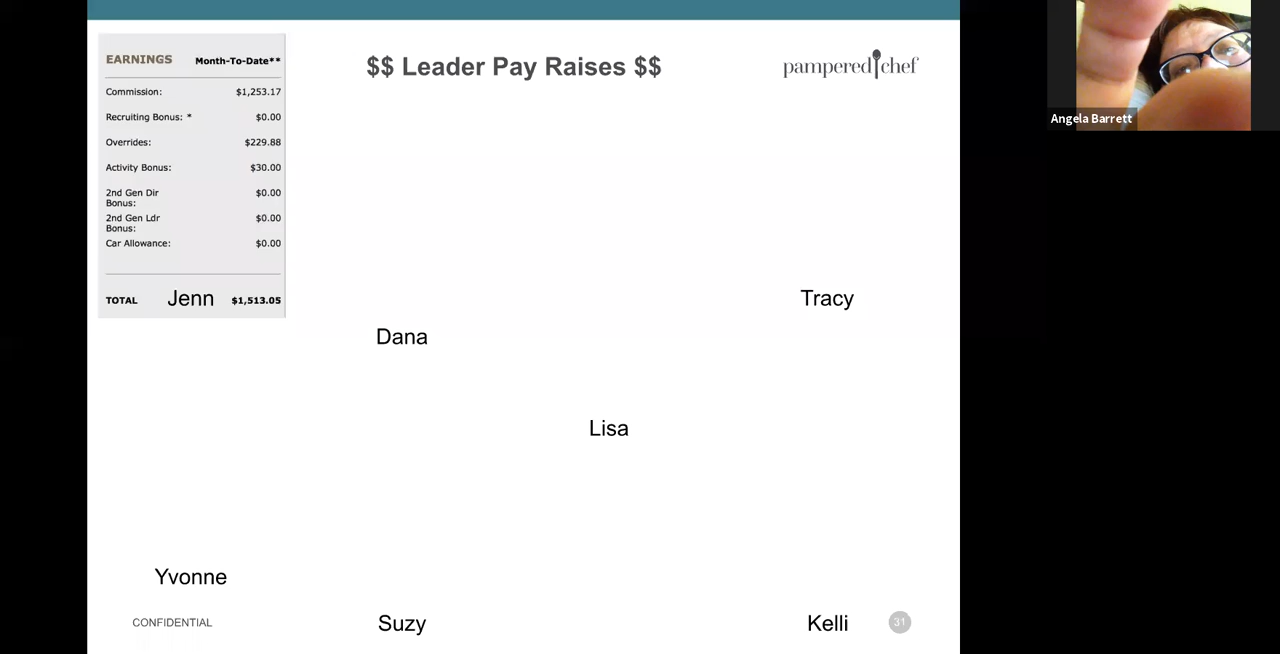 EARNINGS Month-To-Date**
Commission: $1,253.17
Recruiting Bonus: * $0.00
Overrides: $229.88
Activity Bonus: $30.00
2nd Gen Dir $0.00
Bonus:
2nd Gen Ldr $0.00
Bonus:
Car Allowance: $0.00
TOTAL Jenn $1,513.05
$$ Leader Pay Raises $$
pampered chef
Angela Barrett
Tracy
Dana
Lisa
Yvonne
CONFIDENTIAL
Suzy
Kelli
31